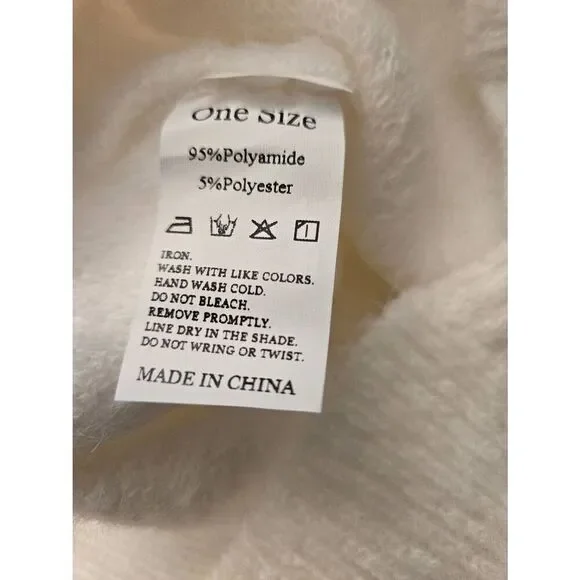 One Size
95%Polyamide
5%Polyester
IRON.
WASH WITH LIKE COLORS.
HAND WASH COLD.
DO NOT BLEACH.
REMOVE PROMPTLY.
LINE DRY IN THE SHADE.
DO NOT WRING OR TWIST.
MADE IN CHINA